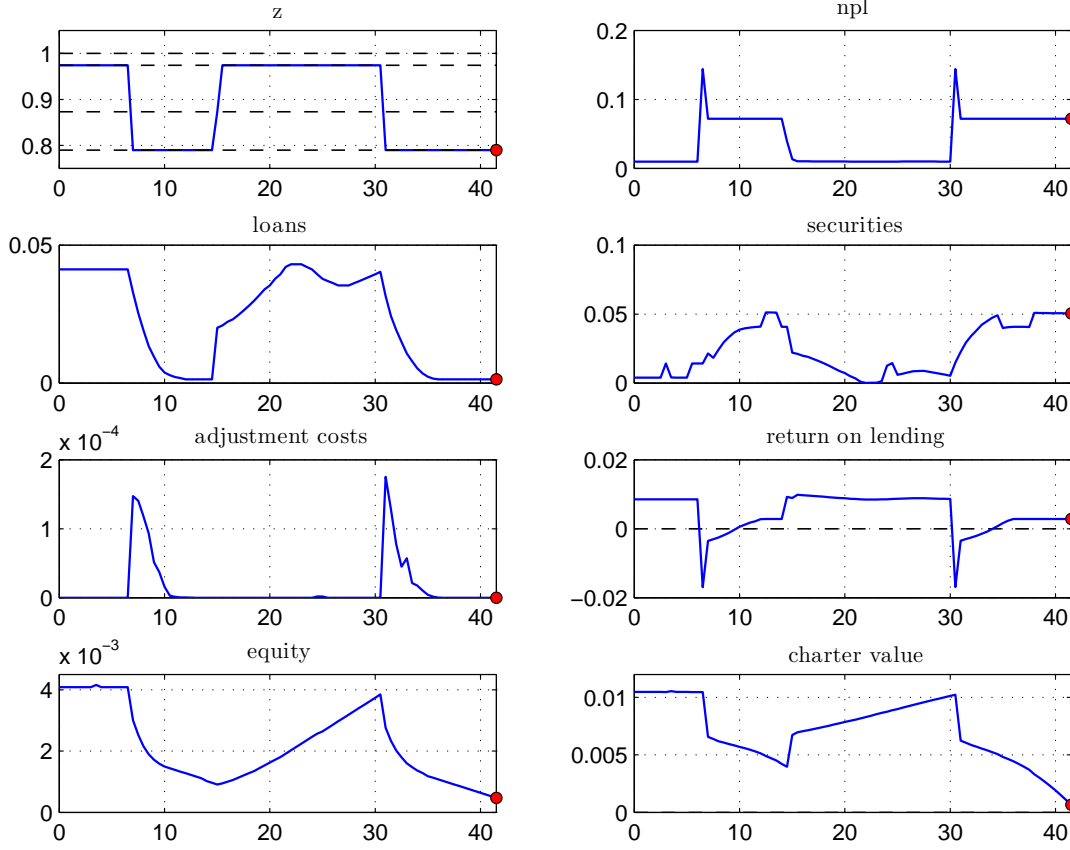 z
1
0.9
0.8
0 10 20 30 40
npl
0.2
0.1
0
0 10 20 30 40
loans
0.05
0
0 10 20 30 40
securities
0.1
0.05
0
0 10 20 30 40
adjustment costs
x 10−4
2
1
0
0 10 20 30 40
return on lending
0.02
0
−0.02
0 10 20 30 40
equity
x 10−3
4
2
0
0 10 20 30 40
charter value
0.01
0.005
0
0 10 20 30 40